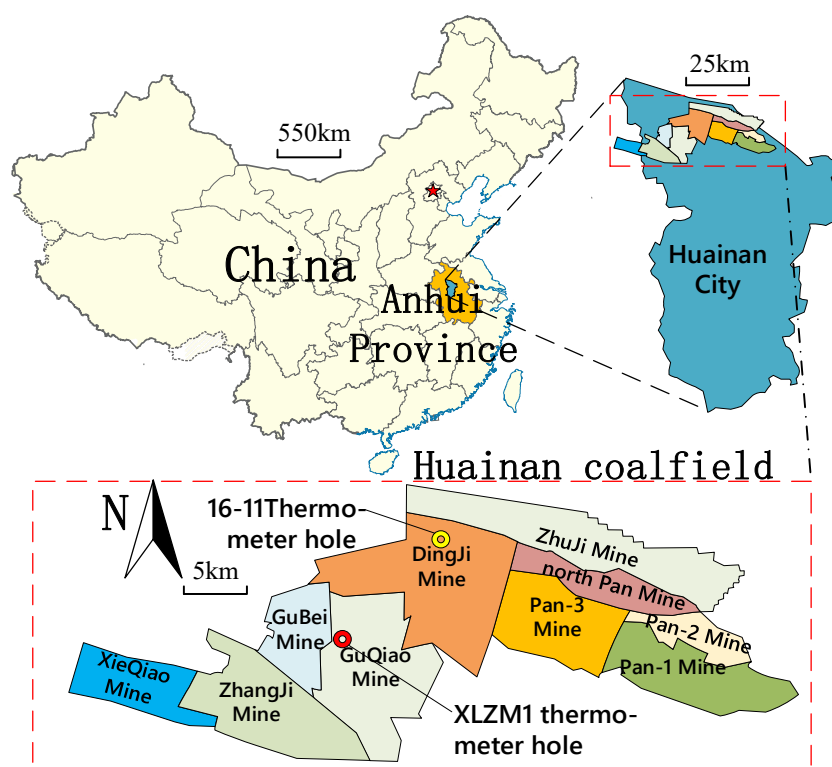 550km
25km
China
Anhui
Province
Huainan
City
Huainan coalfield
N
5km
16-11Thermo-
meter hole
DingJi
Mine
ZhuJi Mine
north Pan Mine
Pan-3
Mine
Pan-2 Mine
Pan-1 Mine
GuBei
Mine
GuQiao
Mine
XieQiao
Mine
ZhangJi
Mine
XLZM1 thermo-
meter hole